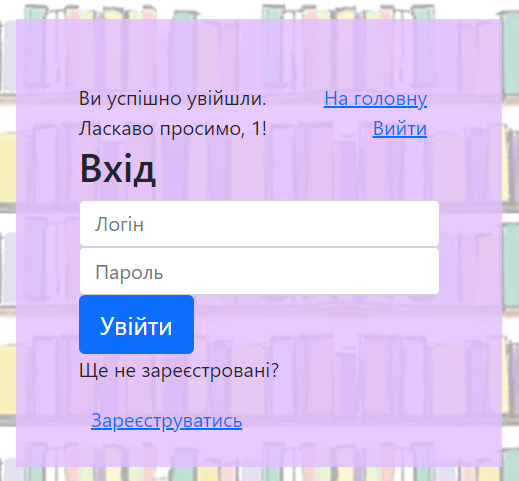 Ви успішно увійшли. На головну
Ласкаво просимо, 1! Вийти
Вхід
Логін
Пароль
Увійти
Ще не зареєстровані?
Зареєструватись